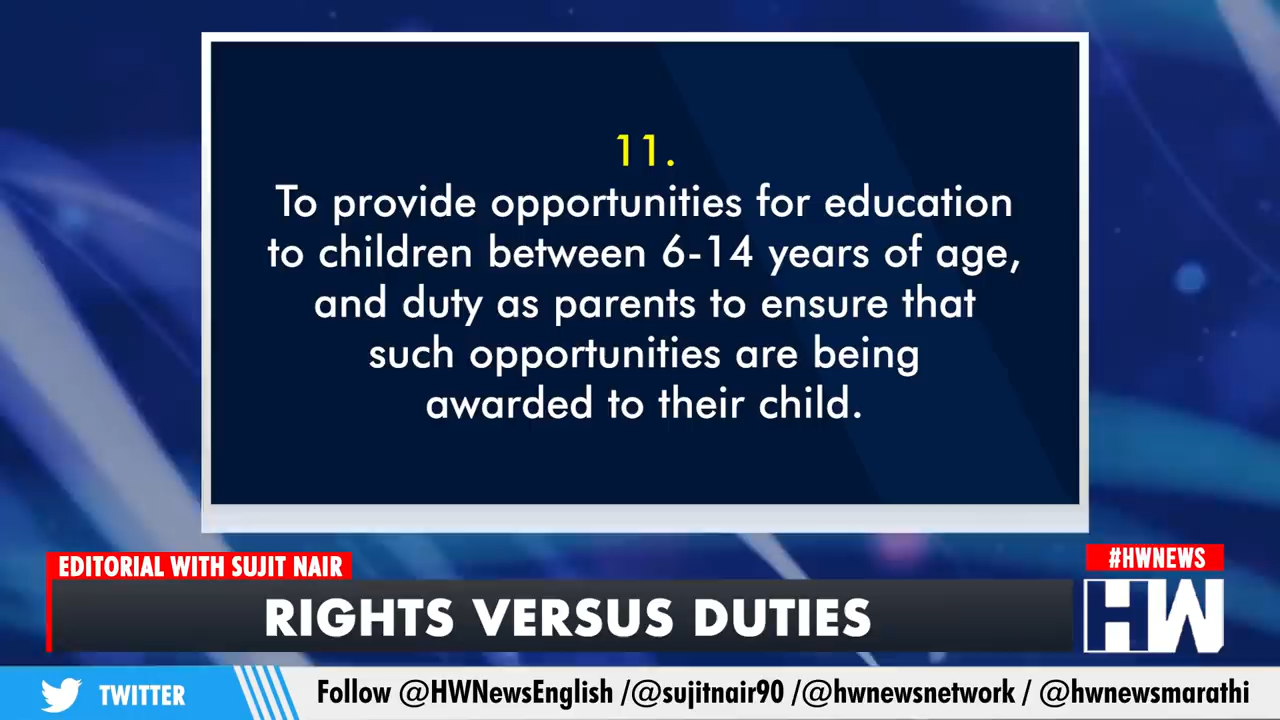 11.
To provide opportunities for education
to children between 6-14 years of age,
and duty as parents to ensure that
such opportunities are being
awarded to their child.
EDITORIAL WITH SUJIT NAIR
#HWNEWS
RIGHTS VERSUS DUTIES
HW
TWITTER
Follow @HWNewsEnglish /@sujitnair90 /@hwnewsnetwork / @hwnewsmarathi